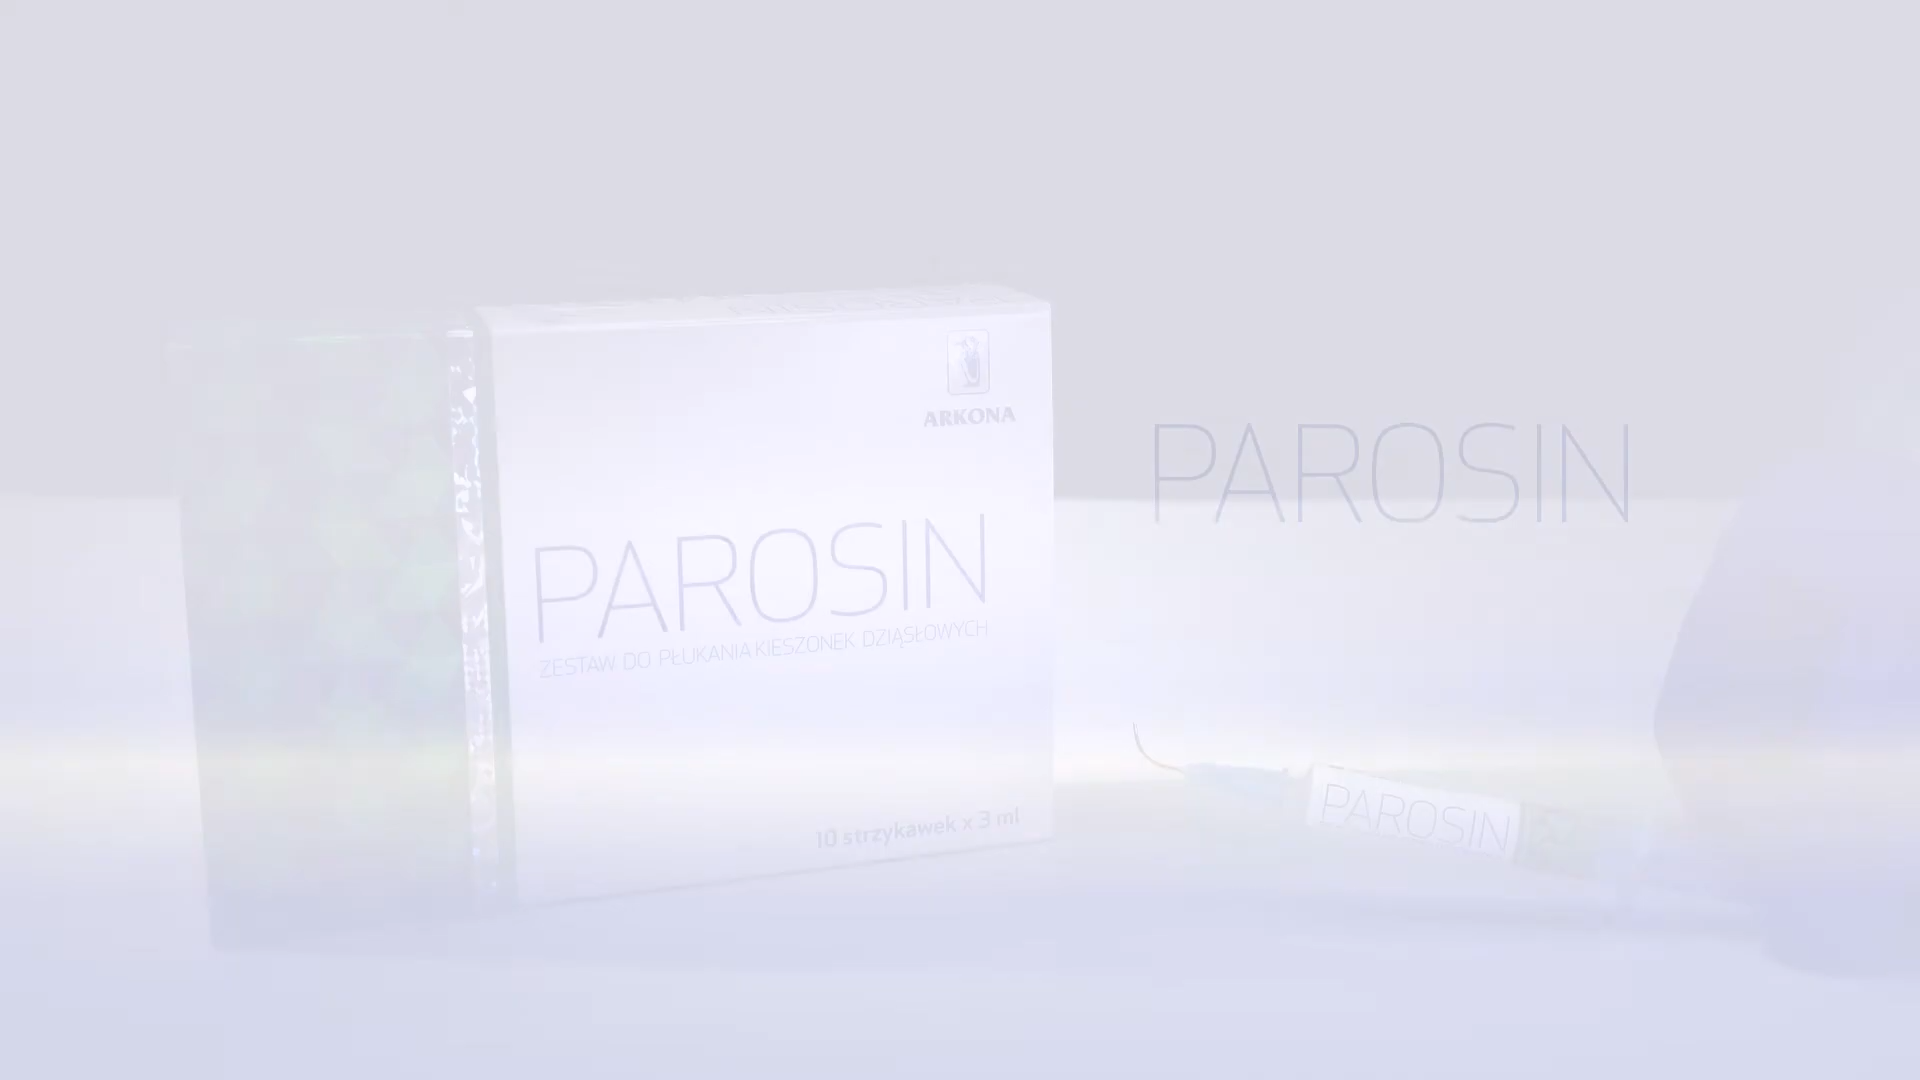 ARKONA
PAROSIN
ZESTAW DO PŁUKANIA KIESZONEK DZIĄSŁOWYCH
10 strzykawek x 3 ml
PAROSIN
PAROSIN